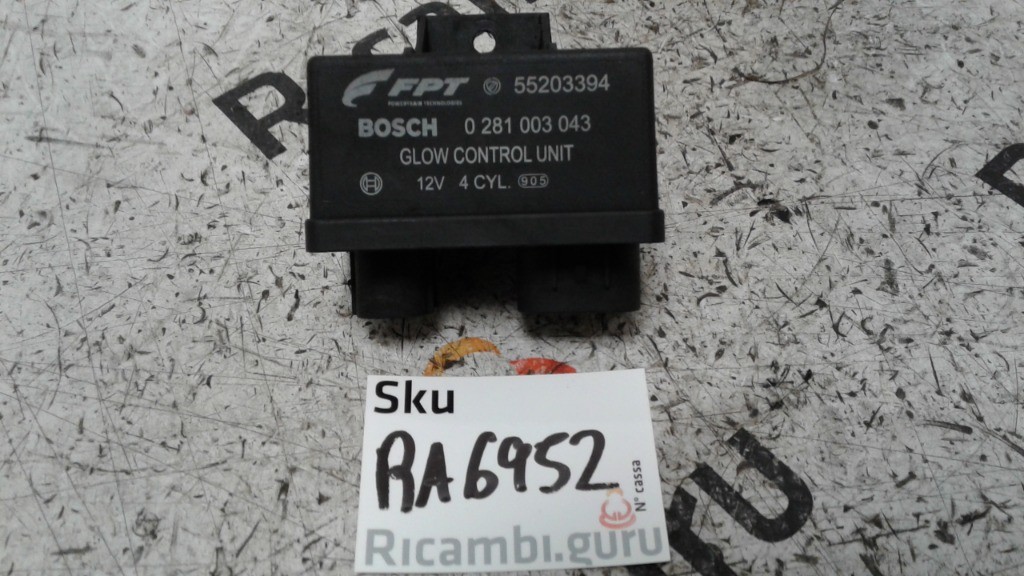 FPT 55203394
POWERTRAIN TECHNOLOGIES
BOSCH 0 281 003 043
GLOW CONTROL UNIT
12V 4 CYL. 905
Sku
RA6952
N° cassa
Ricambi.guru